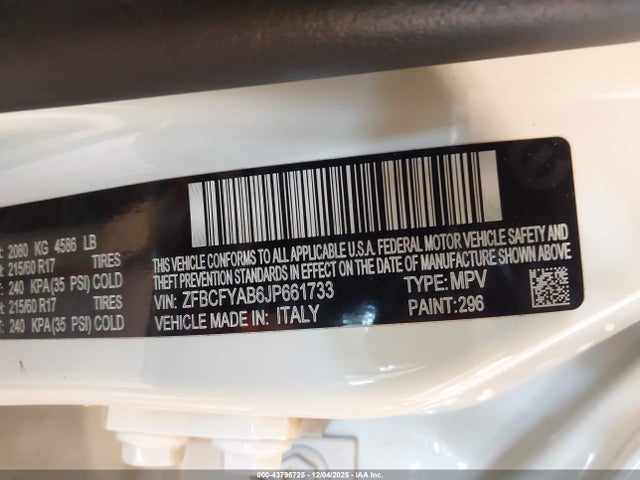 2080 KG 4586 LB
215/60 R17 TIRES
240 KPA(35 PSI) COLD
215/60 R17 TIRES
240 KPA(35 PSI) COLD
THIS VEHICLE CONFORMS TO ALL APPLICABLE U.S.A. FEDERAL MOTOR VEHICLE SAFETY AND
THEFT PREVENTION STANDARDS IN EFFECT ON THE DATE OF MANUFACTURE SHOWN ABOVE.
VIN: ZFBCFYAB6JP661733 TYPE: MPV
VEHICLE MADE IN: ITALY PAINT: 296
000-43796725 - 12/04/2025 - IAA Inc.